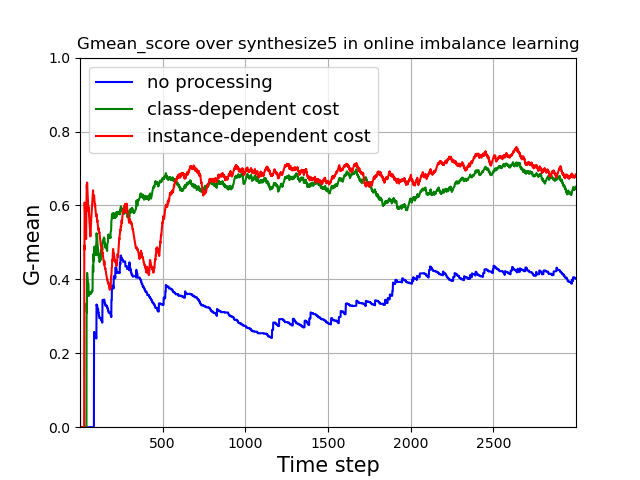 Gmean_score over synthesize5 in online imbalance learning
no processing
class-dependent cost
instance-dependent cost
G-mean
1.0
0.8
0.6
0.4
0.2
0.0
500 1000 1500 2000 2500
Time step